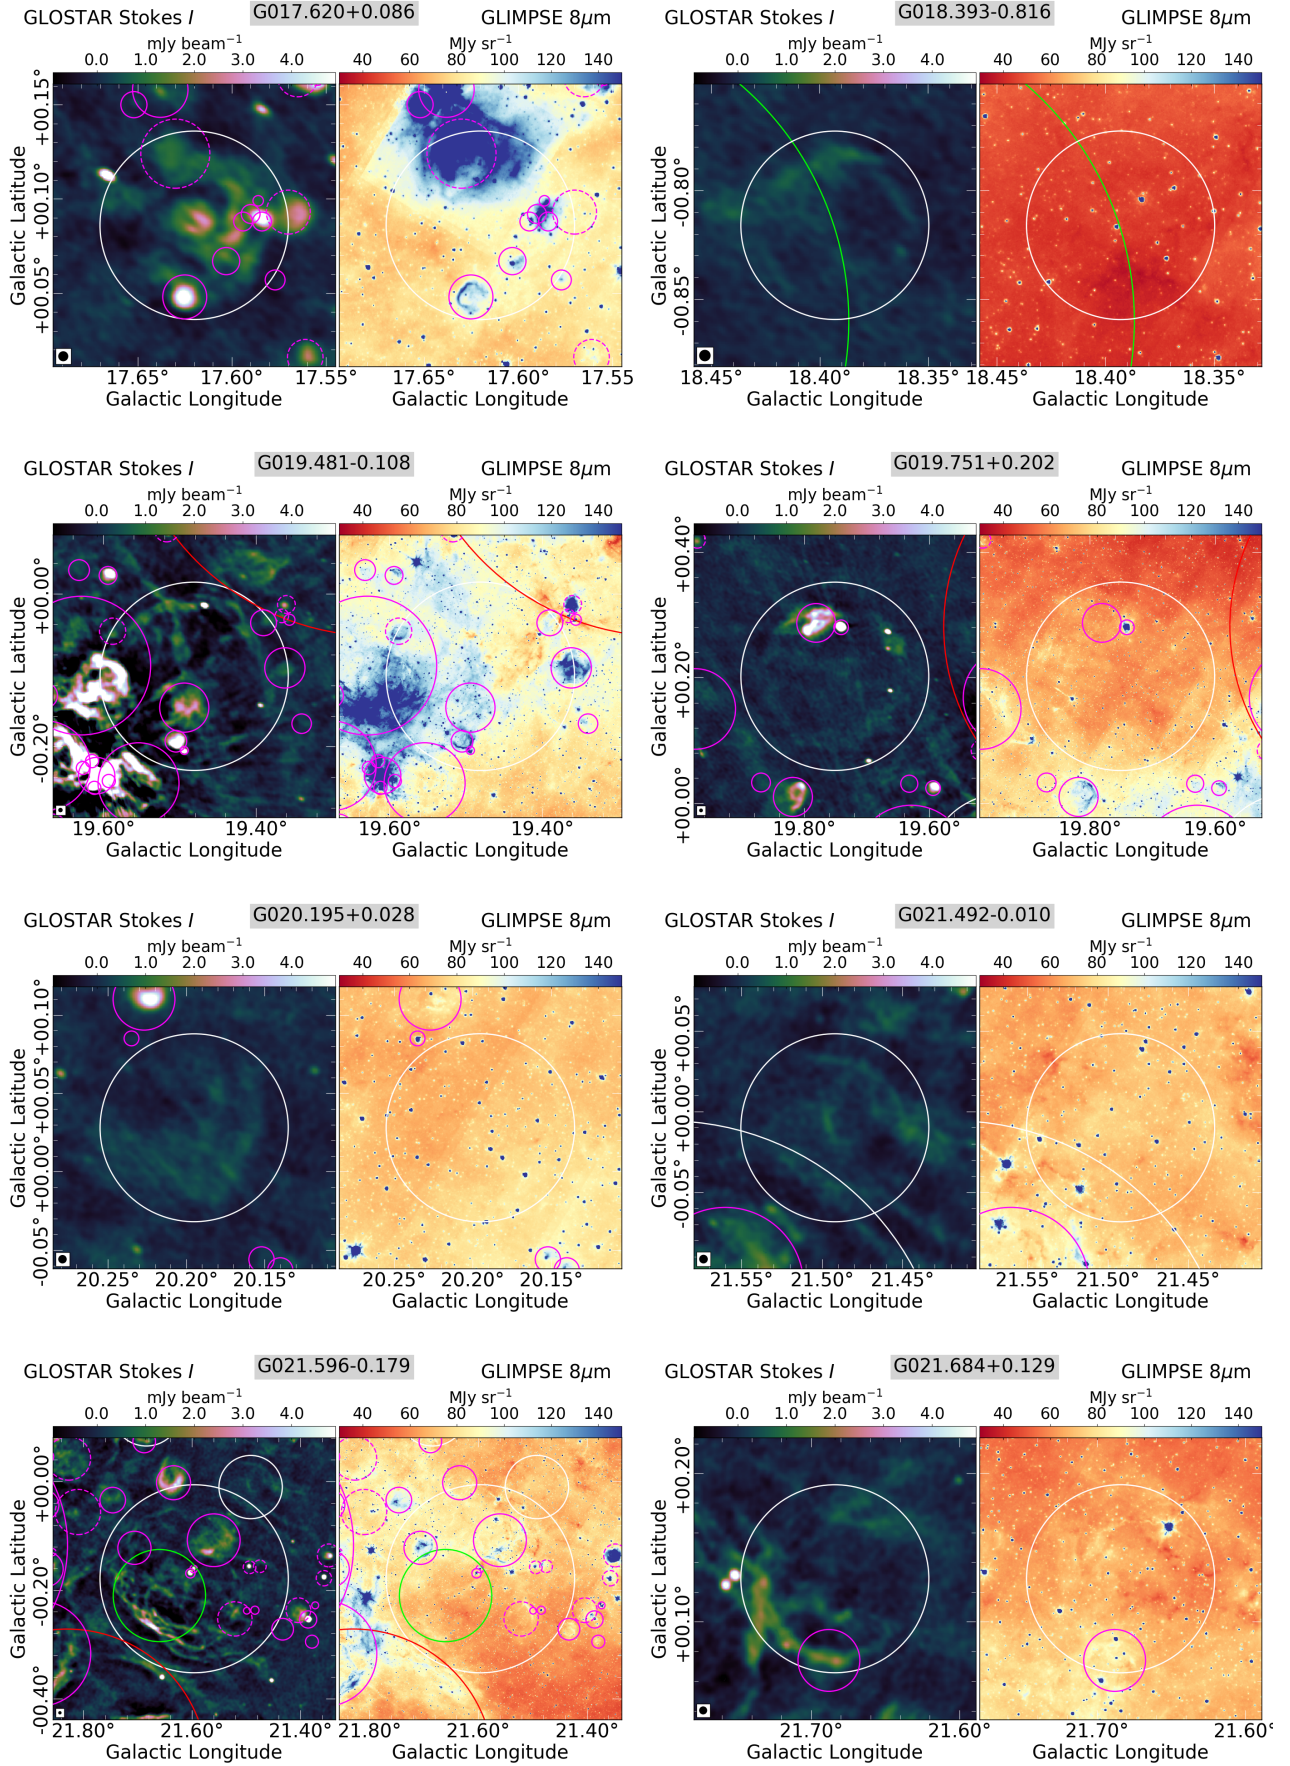 GLOSTAR Stokes I G017.620+0.086 GLIMPSE 8μm
mJy beam⁻¹ MJy sr⁻¹
0.0 1.0 2.0 3.0 4.0 40 60 80 100 120 140
Galactic Latitude
+00.15°
+00.10°
+00.05°
17.65° 17.60° 17.55° 17.65° 17.60° 17.55°
Galactic Longitude Galactic Longitude
GLOSTAR Stokes I G018.393-0.816 GLIMPSE 8μm
mJy beam⁻¹ MJy sr⁻¹
0.0 1.0 2.0 3.0 4.0 40 60 80 100 120 140
Galactic Latitude
-00.80°
-00.85°
18.45° 18.40° 18.35° 18.45° 18.40° 18.35°
Galactic Longitude Galactic Longitude
GLOSTAR Stokes I G019.481-0.108 GLIMPSE 8μm
mJy beam⁻¹ MJy sr⁻¹
0.0 1.0 2.0 3.0 4.0 40 60 80 100 120 140
Galactic Latitude
+00.00°
-00.20°
19.60° 19.40° 19.60° 19.40°
Galactic Longitude Galactic Longitude
GLOSTAR Stokes I G019.751+0.202 GLIMPSE 8μm
mJy beam⁻¹ MJy sr⁻¹
0.0 1.0 2.0 3.0 4.0 40 60 80 100 120 140
Galactic Latitude
+00.40°
+00.20°
+00.00°
19.80° 19.60° 19.80° 19.60°
Galactic Longitude Galactic Longitude
GLOSTAR Stokes I G020.195+0.028 GLIMPSE 8μm
mJy beam⁻¹ MJy sr⁻¹
0.0 1.0 2.0 3.0 4.0 40 60 80 100 120 140
Galactic Latitude
+00.10°
+00.05°
+00.00°
-00.05°
20.25° 20.20° 20.15° 20.25° 20.20° 20.15°
Galactic Longitude Galactic Longitude
GLOSTAR Stokes I G021.492-0.010 GLIMPSE 8μm
mJy beam⁻¹ MJy sr⁻¹
0.0 1.0 2.0 3.0 4.0 40 60 80 100 120 140
Galactic Latitude
+00.05°
+00.00°
-00.05°
21.55° 21.50° 21.45° 21.55° 21.50° 21.45°
Galactic Longitude Galactic Longitude
GLOSTAR Stokes I G021.596-0.179 GLIMPSE 8μm
mJy beam⁻¹ MJy sr⁻¹
0.0 1.0 2.0 3.0 4.0 40 60 80 100 120 140
Galactic Latitude
+00.00°
-00.20°
-00.40°
21.80° 21.60° 21.40° 21.80° 21.60° 21.40°
Galactic Longitude Galactic Longitude
GLOSTAR Stokes I G021.684+0.129 GLIMPSE 8μm
mJy beam⁻¹ MJy sr⁻¹
0.0 1.0 2.0 3.0 4.0 40 60 80 100 120 140
Galactic Latitude
+00.20°
+00.10°
21.70° 21.60° 21.70° 21.60°
Galactic Longitude Galactic Longitude